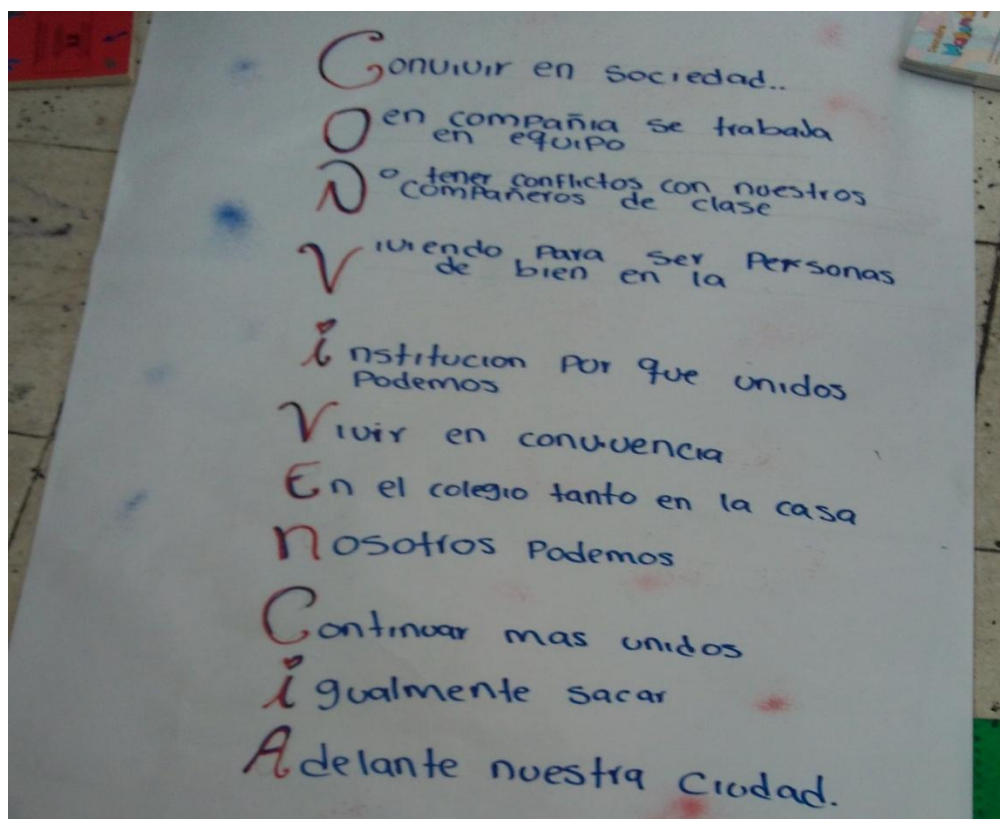 Convivir en sociedad..
O en compañia se trabaja
en equipo
No tener conflictos con nuestros
compañeros de clase
Viviendo para ser personas
de bien en la
institucion por que unidos
podemos
Vivir en convivencia
En el colegio tanto en la casa
nosotros podemos
Continuar mas unidos
igualmente sacar
Adelante nuestra ciudad.